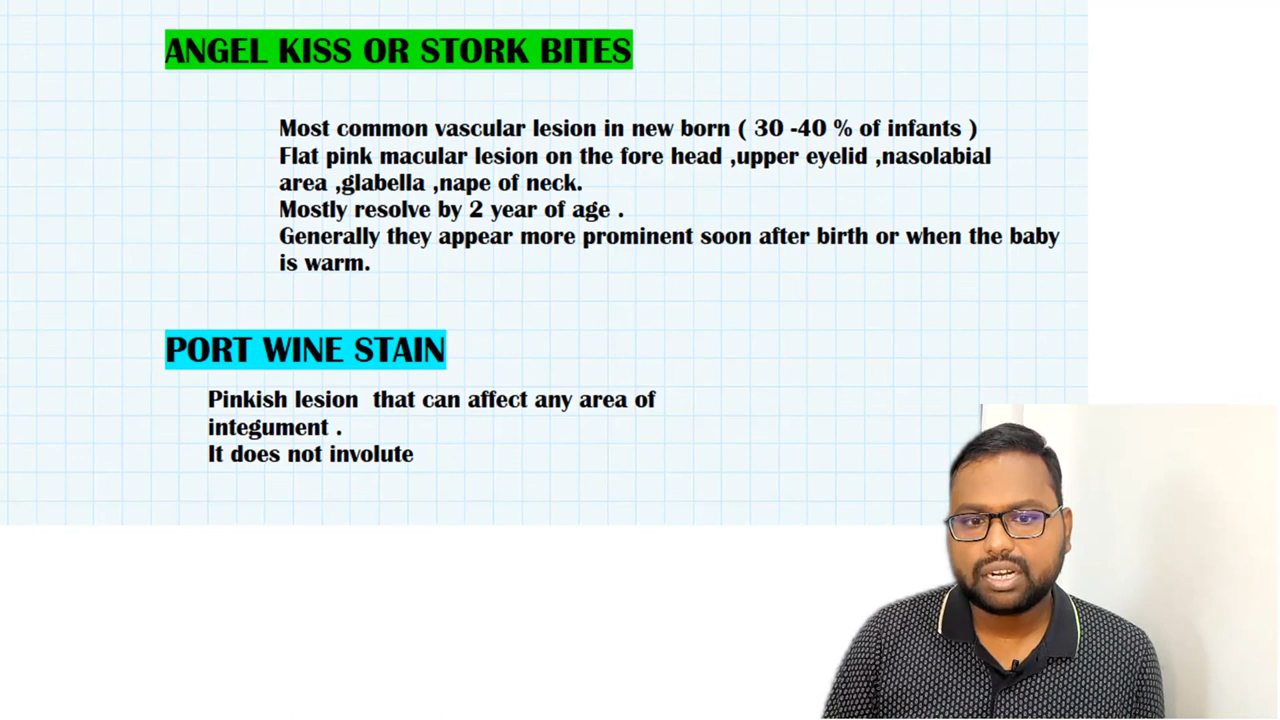 ANGEL KISS OR STORK BITES
Most common vascular lesion in new born ( 30 -40 % of infants )
Flat pink macular lesion on the fore head ,upper eyelid ,nasolabial
area ,glabella ,nape of neck.
Mostly resolve by 2 year of age .
Generally they appear more prominent soon after birth or when the baby
is warm.
PORT WINE STAIN
Pinkish lesion  that can affect any area of
integument .
It does not involute